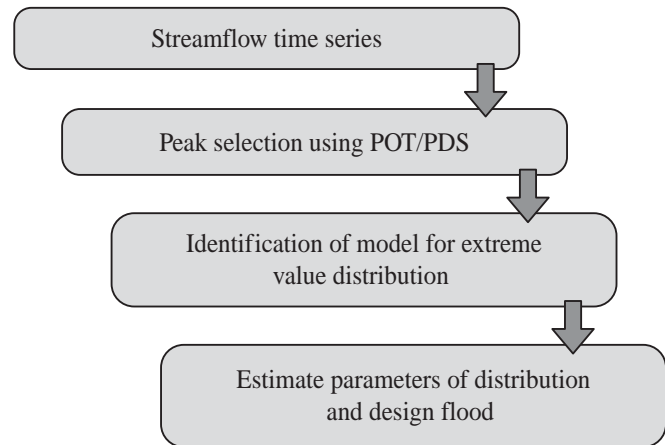 Streamflow time series
Peak selection using POT/PDS
Identification of model for extreme
value distribution
Estimate parameters of distribution
and design flood